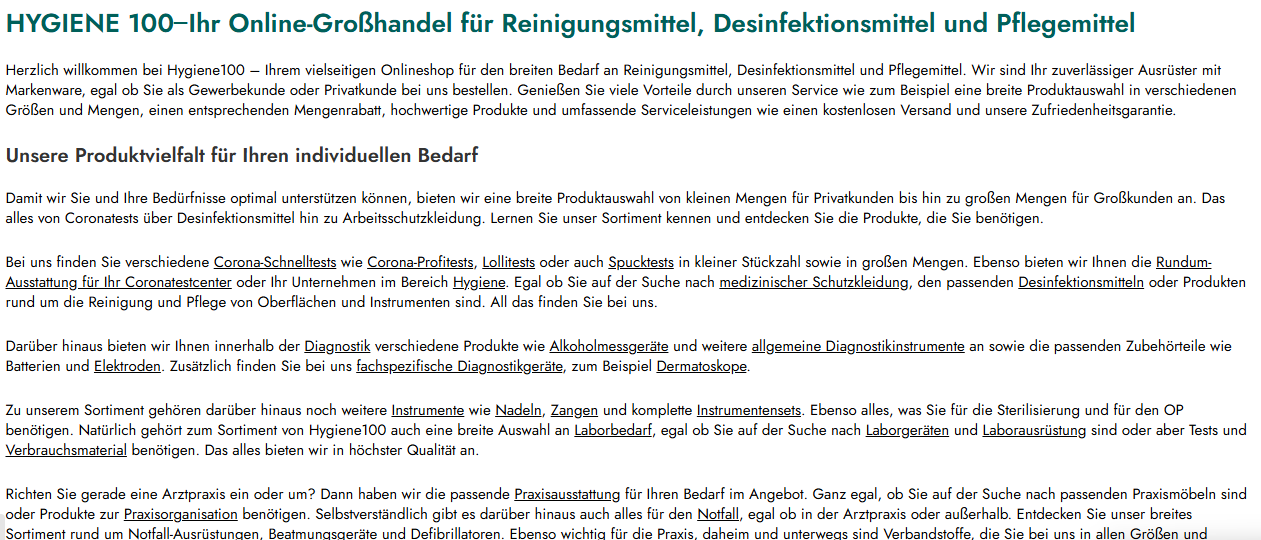 HYGIENE 100–Ihr Online-Großhandel für Reinigungsmittel, Desinfektionsmittel und Pflegemittel
Herzlich willkommen bei Hygiene100 – Ihrem vielseitigen Onlineshop für den breiten Bedarf an Reinigungsmittel, Desinfektionsmittel und Pflegemittel. Wir sind Ihr zuverlässiger Ausrüster mit
Markenware, egal ob Sie als Gewerbekunde oder Privatkunde bei uns bestellen. Genießen Sie viele Vorteile durch unseren Service wie zum Beispiel eine breite Produktauswahl in verschiedenen
Größen und Mengen, einen entsprechenden Mengenrabatt, hochwertige Produkte und umfassende Serviceleistungen wie einen kostenlosen Versand und unsere Zufriedenheitsgarantie.
Unsere Produktvielfalt für Ihren individuellen Bedarf
Damit wir Sie und Ihre Bedürfnisse optimal unterstützen können, bieten wir eine breite Produktauswahl von kleinen Mengen für Privatkunden bis hin zu großen Mengen für Großkunden an. Das
alles von Coronatests über Desinfektionsmittel hin zu Arbeitsschutzkleidung. Lernen Sie unser Sortiment kennen und entdecken Sie die Produkte, die Sie benötigen.
Bei uns finden Sie verschiedene Corona-Schnelltests wie Corona-Profitests, Lollitests oder auch Spucktests in kleiner Stückzahl sowie in großen Mengen. Ebenso bieten wir Ihnen die Rundum-
Ausstattung für Ihr Coronatestcenter oder Ihr Unternehmen im Bereich Hygiene. Egal ob Sie auf der Suche nach medizinischer Schutzkleidung, den passenden Desinfektionsmitteln oder Produkten
rund um die Reinigung und Pflege von Oberflächen und Instrumenten sind. All das finden Sie bei uns.
Darüber hinaus bieten wir Ihnen innerhalb der Diagnostik verschiedene Produkte wie Alkoholmessgeräte und weitere allgemeine Diagnostikinstrumente an sowie die passenden Zubehörteile wie
Batterien und Elektroden. Zusätzlich finden Sie bei uns fachspezifische Diagnostikgeräte, zum Beispiel Dermatoskope.
Zu unserem Sortiment gehören darüber hinaus noch weitere Instrumente wie Nadeln, Zangen und komplette Instrumentensets. Ebenso alles, was Sie für die Sterilisierung und für den OP
benötigen. Natürlich gehört zum Sortiment von Hygiene100 auch eine breite Auswahl an Laborbedarf, egal ob Sie auf der Suche nach Laborgeräten und Laborausrüstung sind oder aber Tests und
Verbrauchsmaterial benötigen. Das alles bieten wir in höchster Qualität an.
Richten Sie gerade eine Arztpraxis ein oder um? Dann haben wir die passende Praxisausstattung für Ihren Bedarf im Angebot. Ganz egal, ob Sie auf der Suche nach passenden Praxismöbeln sind
oder Produkte zur Praxisorganisation benötigen. Selbstverständlich gibt es darüber hinaus auch alles für den Notfall, egal ob in der Arztpraxis oder außerhalb. Entdecken Sie unser breites
Sortiment rund um Notfall-Ausrüstungen, Beatmungsgeräte und Defibrillatoren. Ebenso wichtig für die Praxis, daheim und unterwegs sind Verbandstoffe, die Sie bei uns in allen Größen und